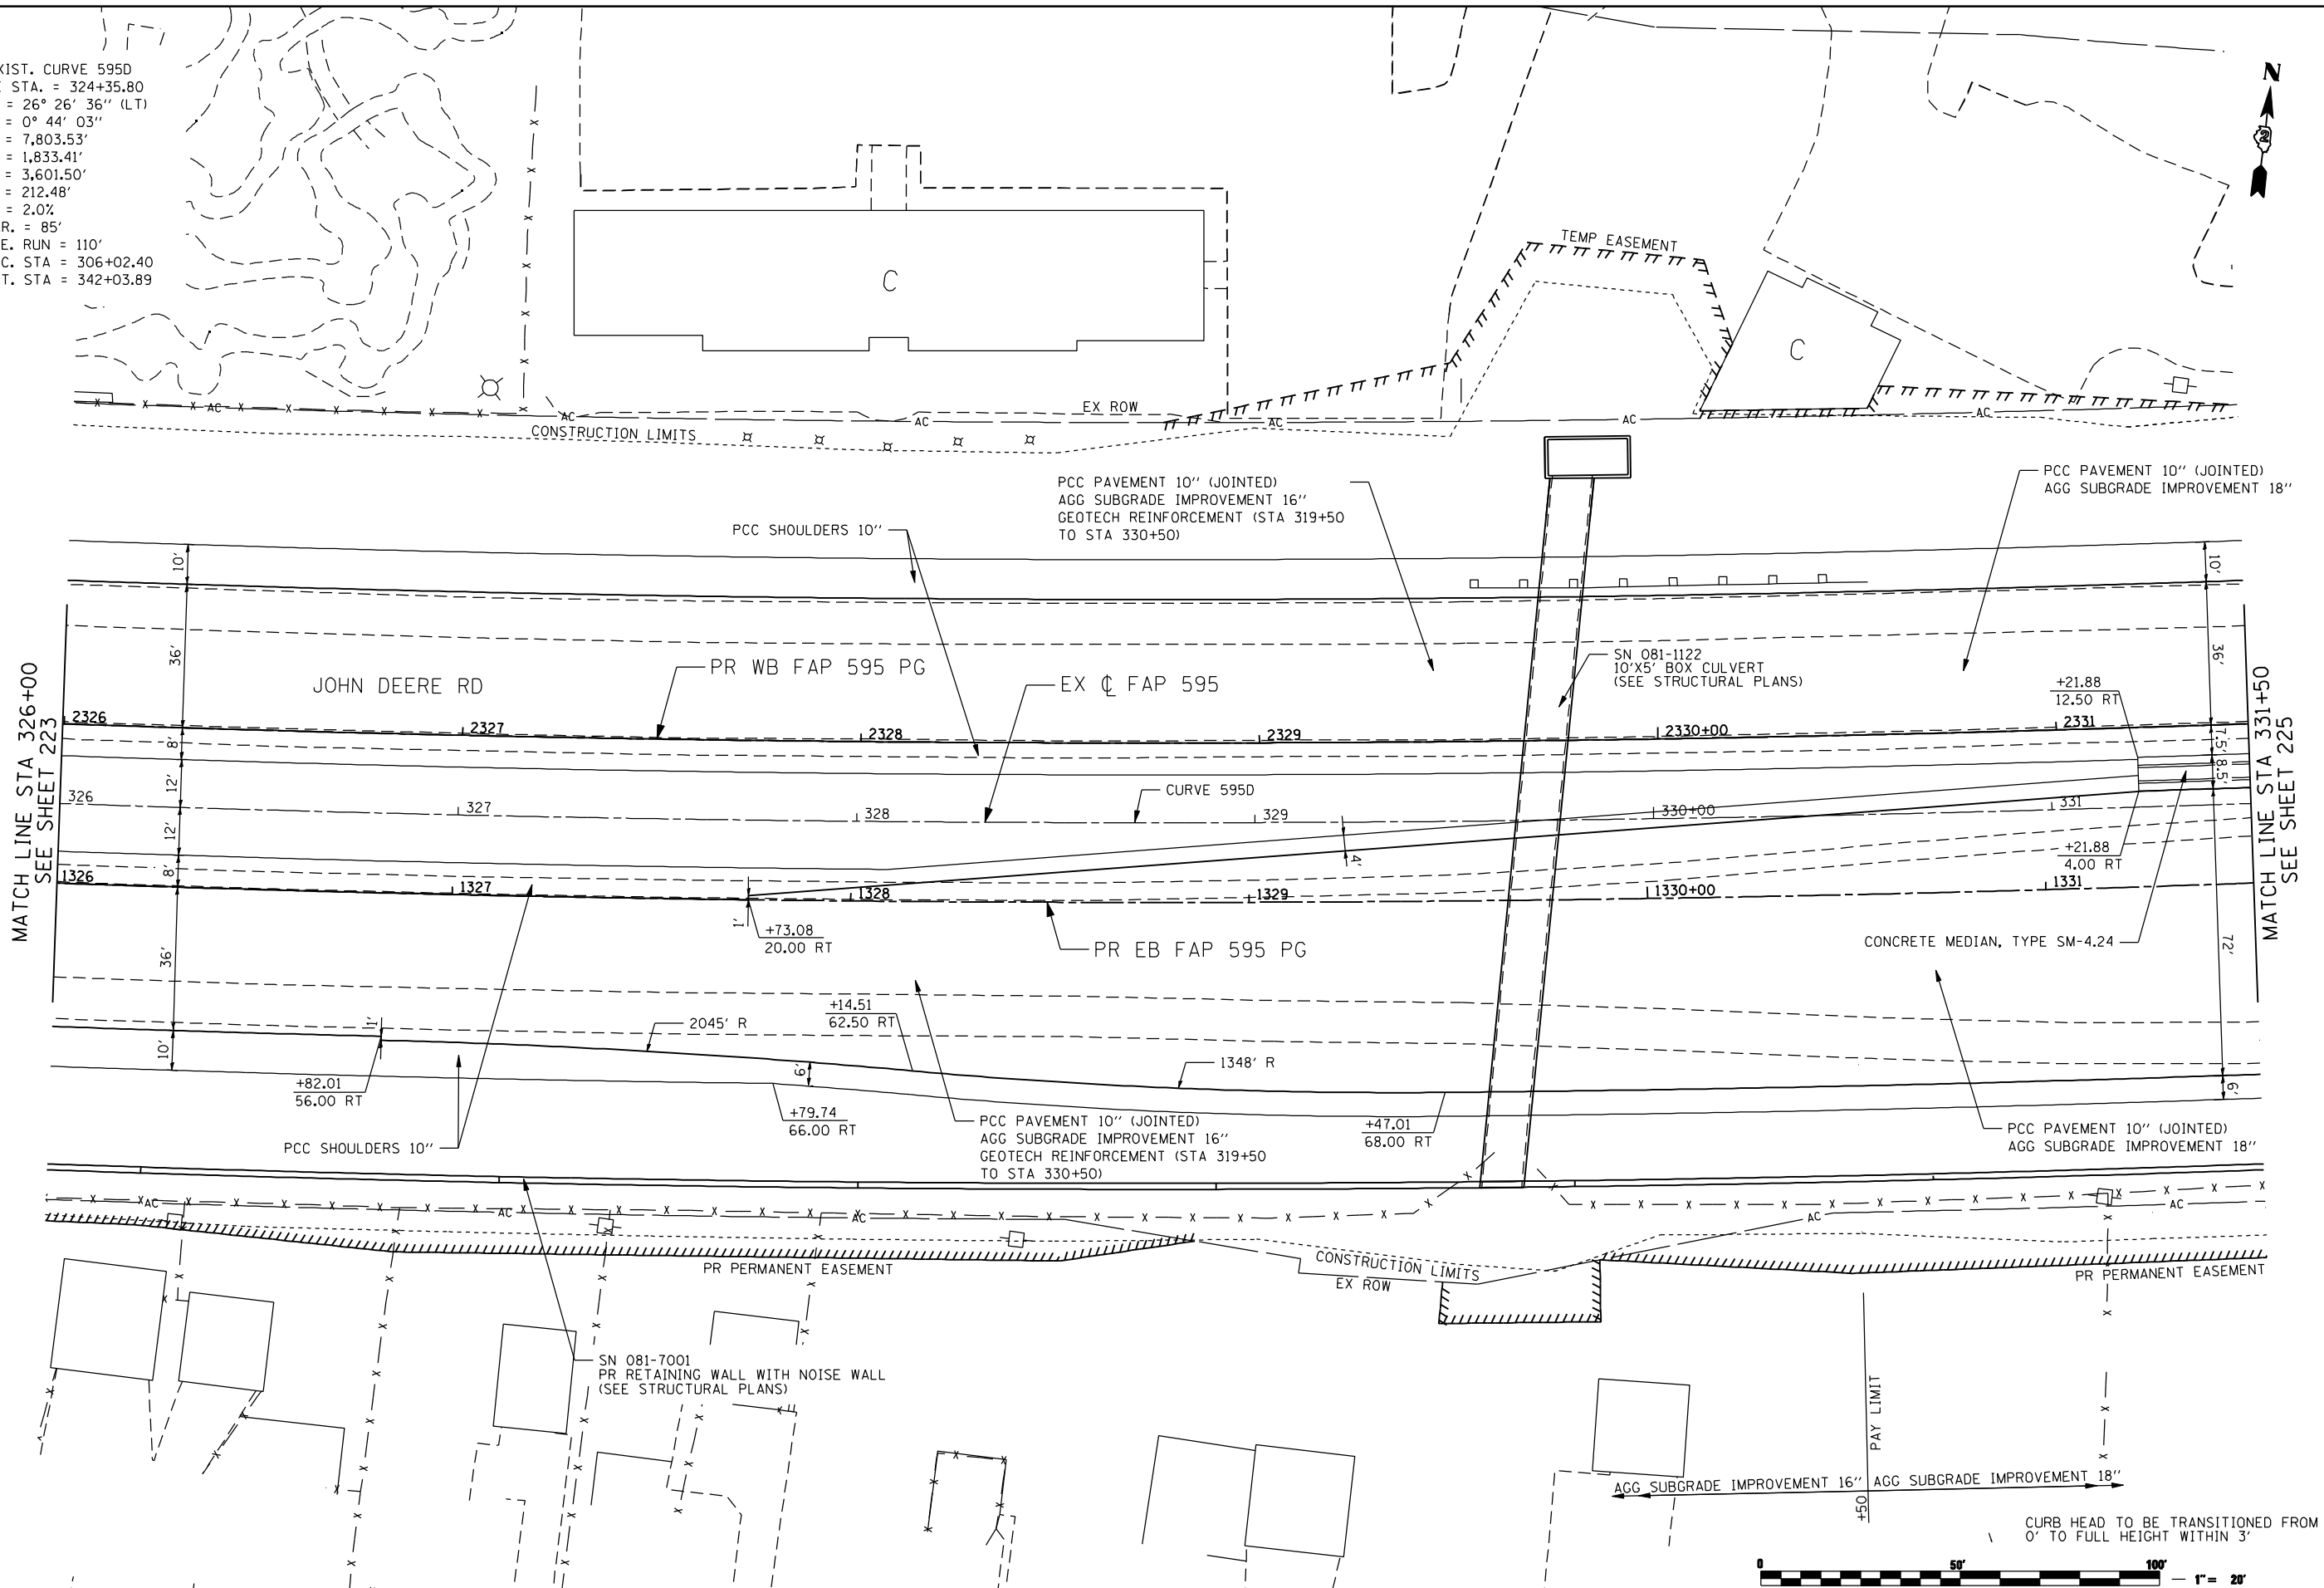 XIST. CURVE 595D
STA. = 324+35.80
= 26° 26' 36" (LT)
= 0° 44' 03"
= 7,803.53'
= 1,833.41'
= 3,601.50'
= 212.48'
= 2.0%
R. = 85'
E. RUN = 110'
C. STA = 306+02.40
T. STA = 342+03.89
N
2
TEMP EASEMENT
C
C
EX ROW
AC
AC
AC
AC
AC
AC
CONSTRUCTION LIMITS
PCC PAVEMENT 10" (JOINTED)
AGG SUBGRADE IMPROVEMENT 16"
GEOTECH REINFORCEMENT (STA 319+50
TO STA 330+50)
PCC PAVEMENT 10" (JOINTED)
AGG SUBGRADE IMPROVEMENT 18"
PCC SHOULDERS 10"
10'
10'
36'
36'
MATCH LINE STA 326+00
SEE SHEET 223
JOHN DEERE RD
PR WB FAP 595 PG
EX ℄ FAP 595
SN 081-1122
10'X5' BOX CULVERT
(SEE STRUCTURAL PLANS)
+21.88
12.50 RT
MATCH LINE STA 331+50
SEE SHEET 225
2326
2327
2328
2329
2330+00
2331
8'
7.5'
8.5'
12'
CURVE 595D
326
327
328
329
330+00
331
12'
4'
+21.88
4.00 RT
8'
1326
1327
1328
1329
1330+00
1331
1'
+73.08
20.00 RT
PR EB FAP 595 PG
CONCRETE MEDIAN, TYPE SM-4.24
36'
72'
+14.51
62.50 RT
1'
2045' R
10'
1348' R
6'
6'
+82.01
56.00 RT
+79.74
66.00 RT
+47.01
68.00 RT
PCC SHOULDERS 10"
PCC PAVEMENT 10" (JOINTED)
AGG SUBGRADE IMPROVEMENT 16"
GEOTECH REINFORCEMENT (STA 319+50
TO STA 330+50)
PCC PAVEMENT 10" (JOINTED)
AGG SUBGRADE IMPROVEMENT 18"
AC
AC
AC
AC
AC
PR PERMANENT EASEMENT
CONSTRUCTION LIMITS
EX ROW
PR PERMANENT EASEMENT
SN 081-7001
PR RETAINING WALL WITH NOISE WALL
(SEE STRUCTURAL PLANS)
PAY LIMIT
AGG SUBGRADE IMPROVEMENT 16" AGG SUBGRADE IMPROVEMENT 18"
+50
CURB HEAD TO BE TRANSITIONED FROM
0' TO FULL HEIGHT WITHIN 3'
0 50' 100'
1" = 20'